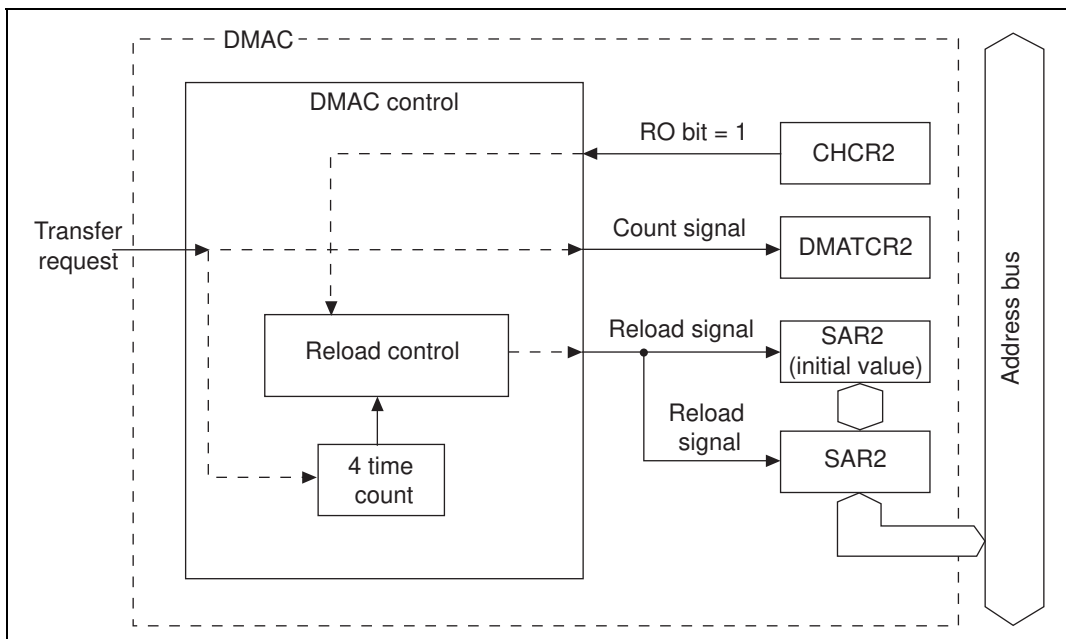 DMAC
DMAC control
RO bit = 1
CHCR2
Transfer
request
Count signal
DMATCR2
Reload control
Reload signal
SAR2
(initial value)
Reload
signal
SAR2
4 time
count
Address bus